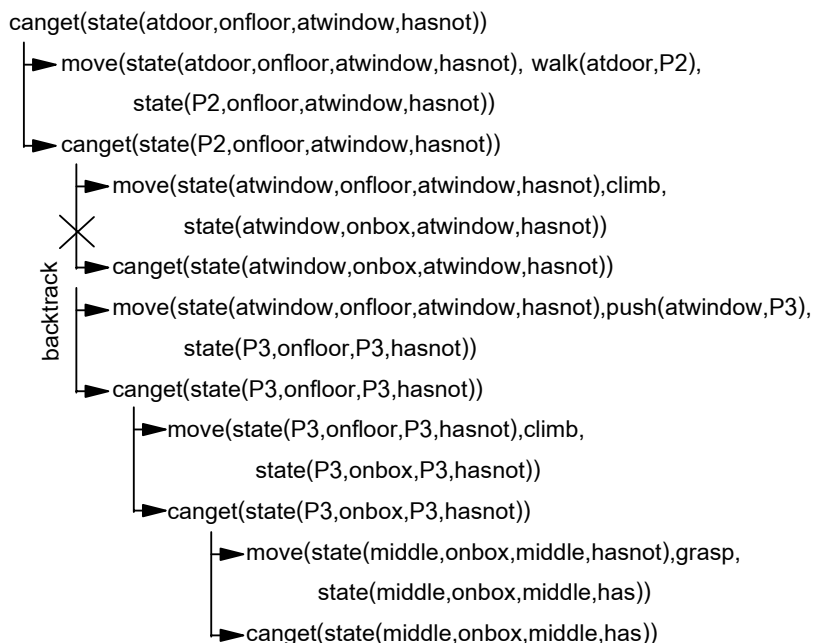 canget(state(atdoor,onfloor,atwindow,hasnot))
move(state(atdoor,onfloor,atwindow,hasnot), walk(atdoor,P2),
state(P2,onfloor,atwindow,hasnot))
canget(state(P2,onfloor,atwindow,hasnot))
move(state(atwindow,onfloor,atwindow,hasnot),climb,
state(atwindow,onbox,atwindow,hasnot))
canget(state(atwindow,onbox,atwindow,hasnot))
backtrack
move(state(atwindow,onfloor,atwindow,hasnot),push(atwindow,P3),
state(P3,onfloor,P3,hasnot))
canget(state(P3,onfloor,P3,hasnot))
move(state(P3,onfloor,P3,hasnot),climb,
state(P3,onbox,P3,hasnot))
canget(state(P3,onbox,P3,hasnot))
move(state(middle,onbox,middle,hasnot),grasp,
state(middle,onbox,middle,has))
canget(state(middle,onbox,middle,has))